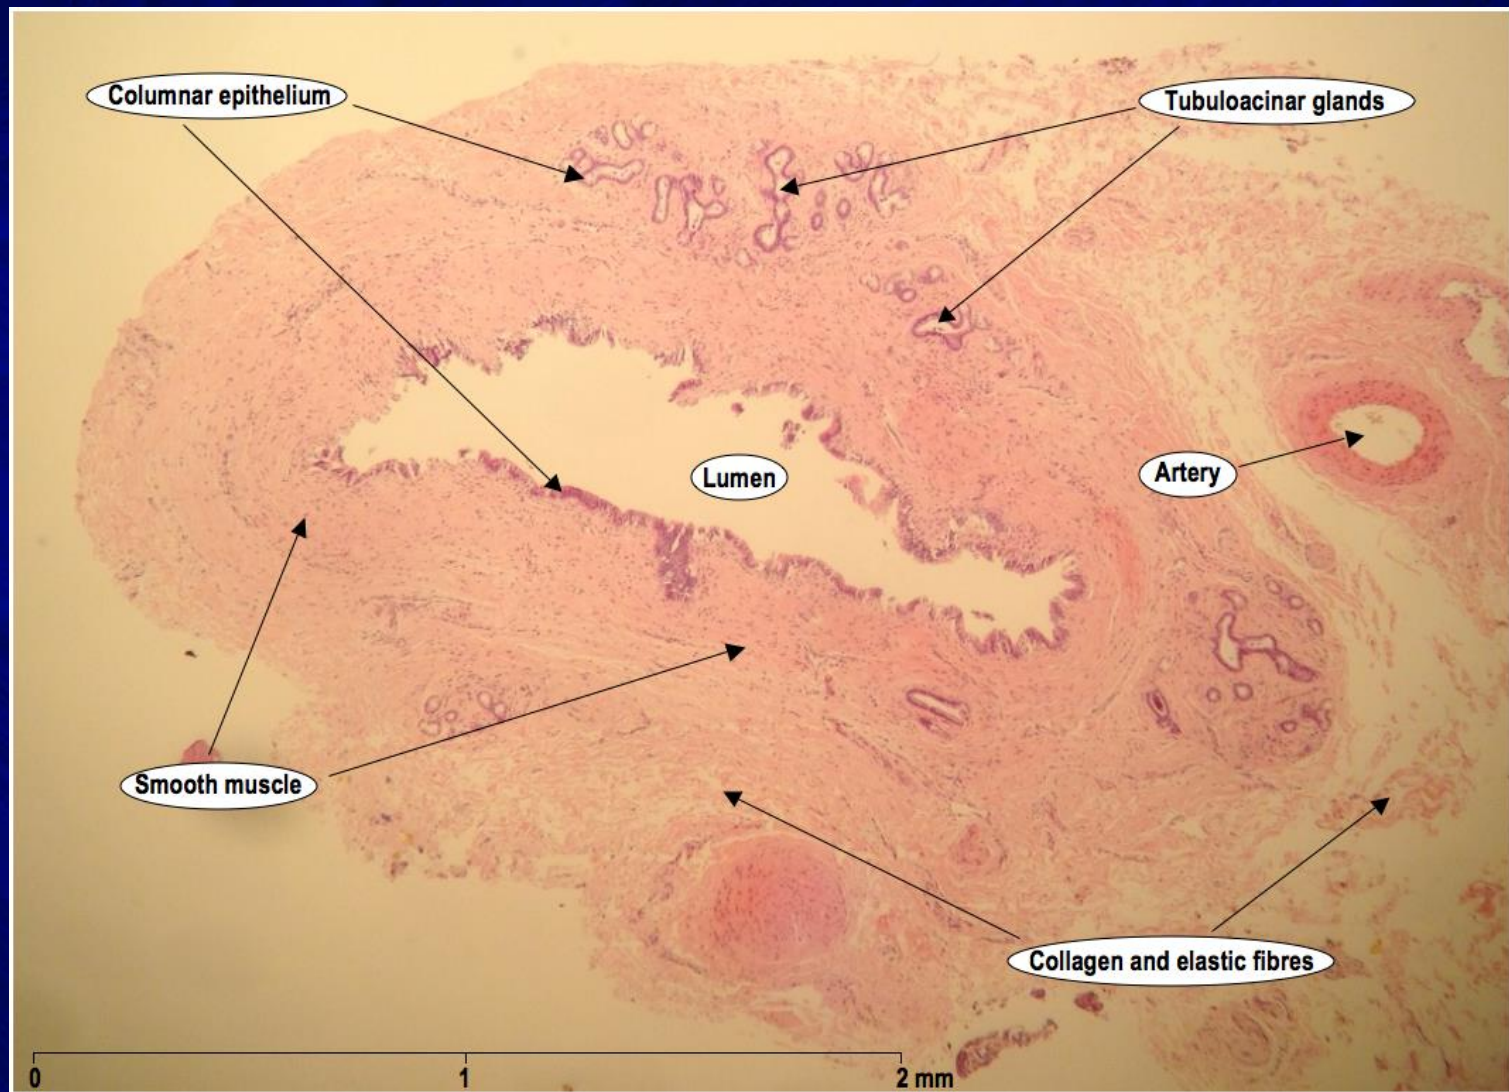 Columnar epithelium
Tubuloacinar glands
Lumen
Artery
Smooth muscle
Collagen and elastic fibres
0 1 2 mm